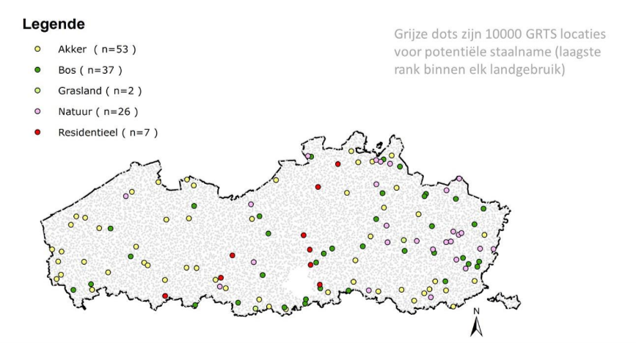 Legende
Akker ( n=53 )
Bos ( n=37 )
Grasland ( n=2 )
Natuur ( n=26 )
Residentieel ( n=7 )
Grijze dots zijn 10000 GRTS locaties
voor potentiële staalname (laagste
rank binnen elk landgebruik)
N